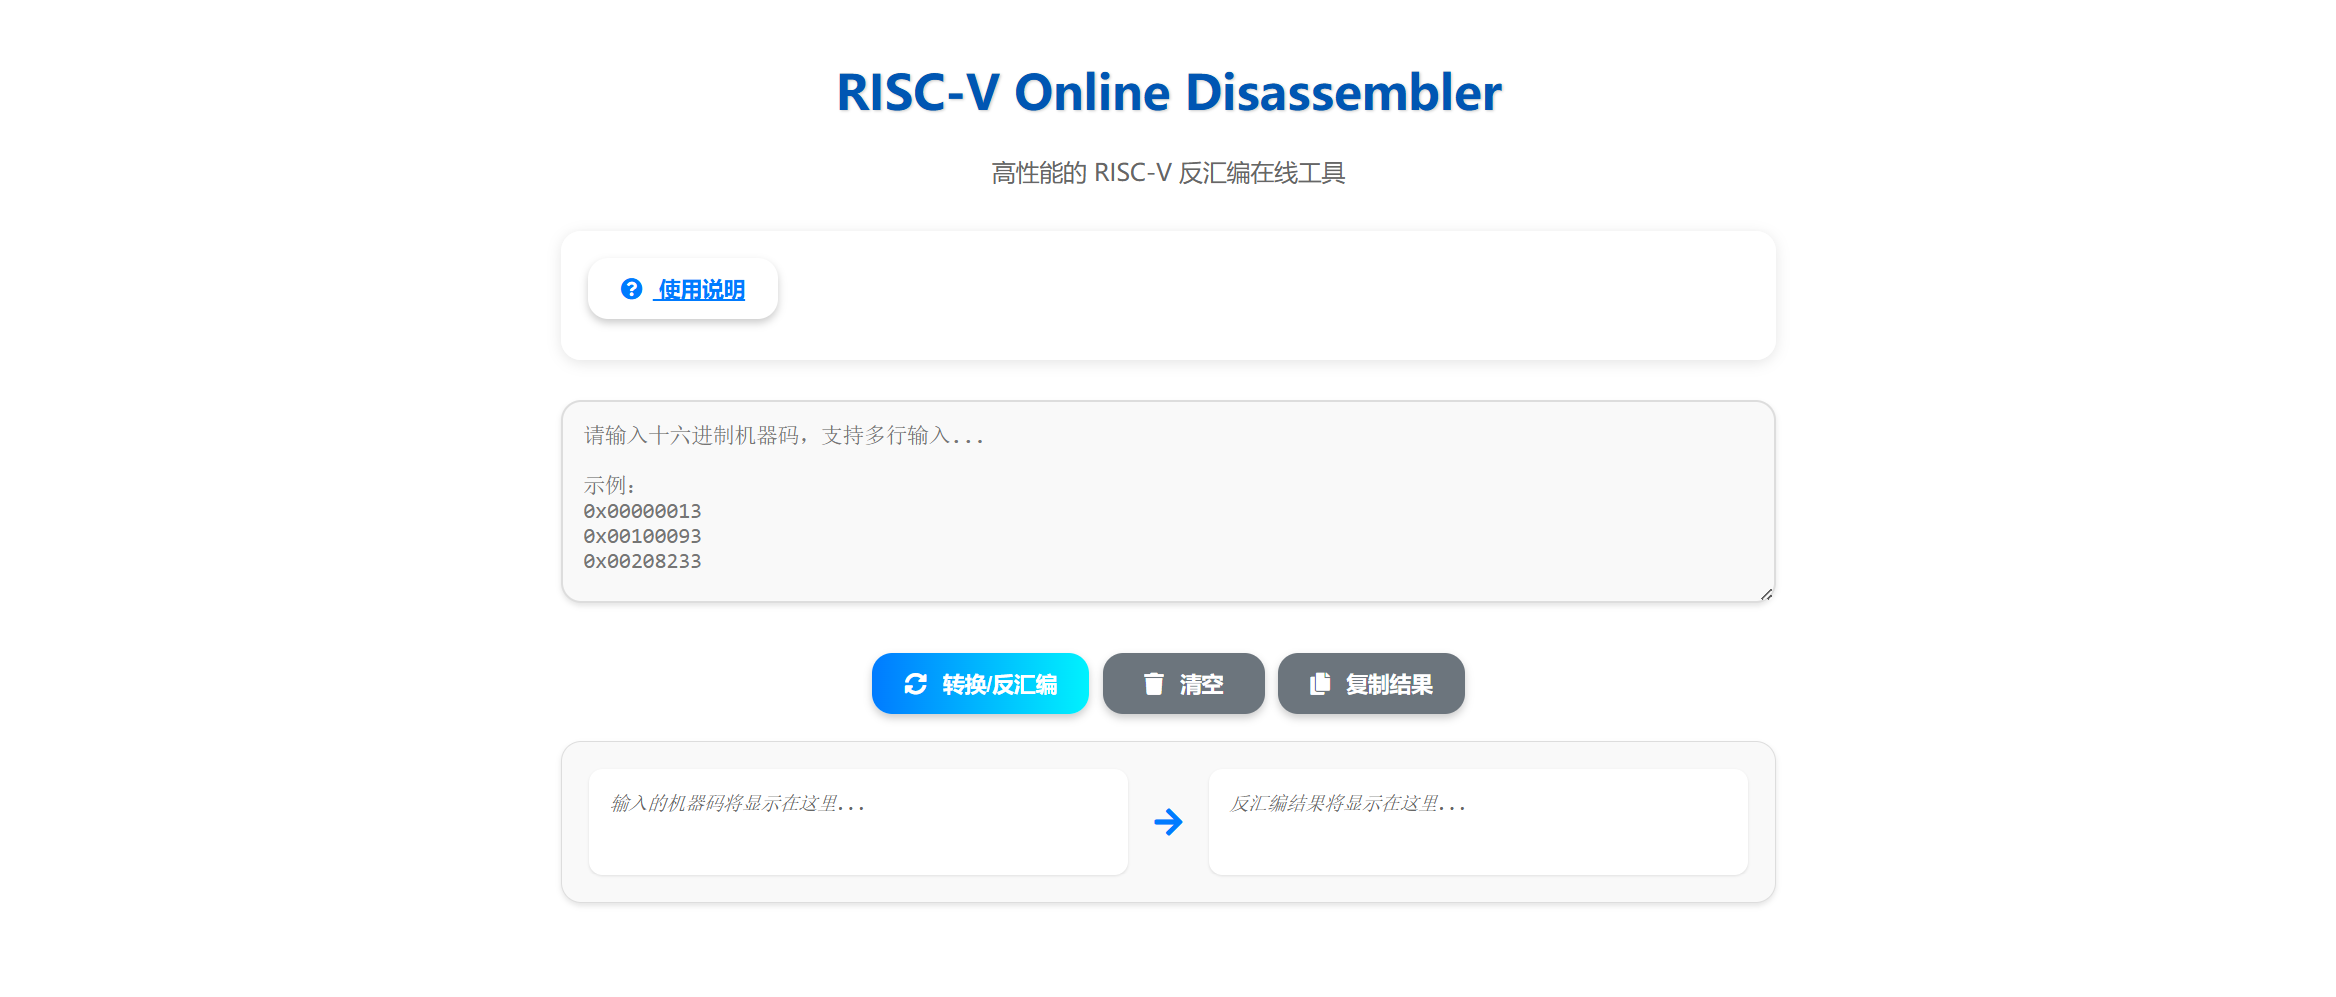 RISC-V Online Disassembler
高性能的 RISC-V 反汇编在线工具
使用说明
请输入十六进制机器码，支持多行输入...
示例：
0x00000013
0x00100093
0x00208233
转换/反汇编
清空
复制结果
输入的机器码将显示在这里...
反汇编结果将显示在这里...